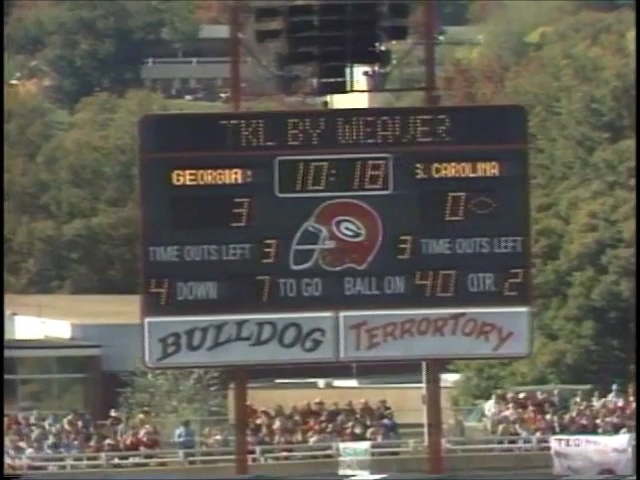 TKL BY WEAVER
GEORGIA: 10:18 S. CAROLINA
3 0
TIME OUTS LEFT 3 3 TIME OUTS LEFT
G
4 DOWN 7 TO GO BALL ON 40 QTR. 2
BULLDOG TERRORTORY